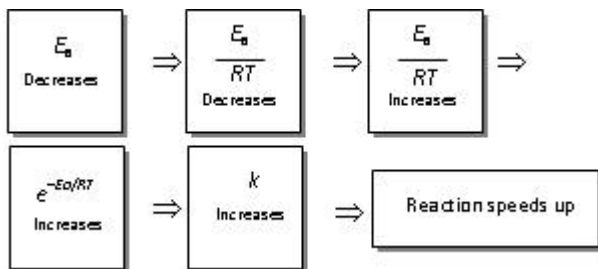 Ea
Decreases
⇒
Ea
RT
Decreases
⇒
Ea
RT
Increases
⇒
e^-Ea/RT
Increases
⇒
k
Increases
⇒
Reaction speeds up